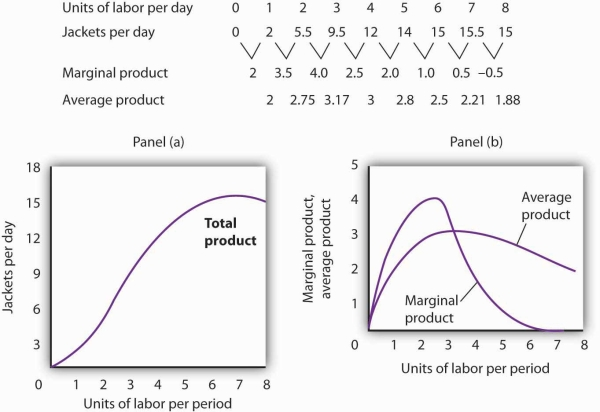 Units of labor per day 0 1 2 3 4 5 6 7 8
Jackets per day 0 2 5.5 9.5 12 14 15 15.5 15
Marginal product 2 3.5 4.0 2.5 2.0 1.0 0.5 –0.5
Average product 2 2.75 3.17 3 2.8 2.5 2.21 1.88
Panel (a)
18
15
12
9
6
3
0 1 2 3 4 5 6 7 8
Jackets per day
Total
product
Units of labor per period
Panel (b)
5
4
3
2
1
0 1 2 3 4 5 6 7 8
Marginal product,
average product
Average
product
Marginal
product
Units of labor per period